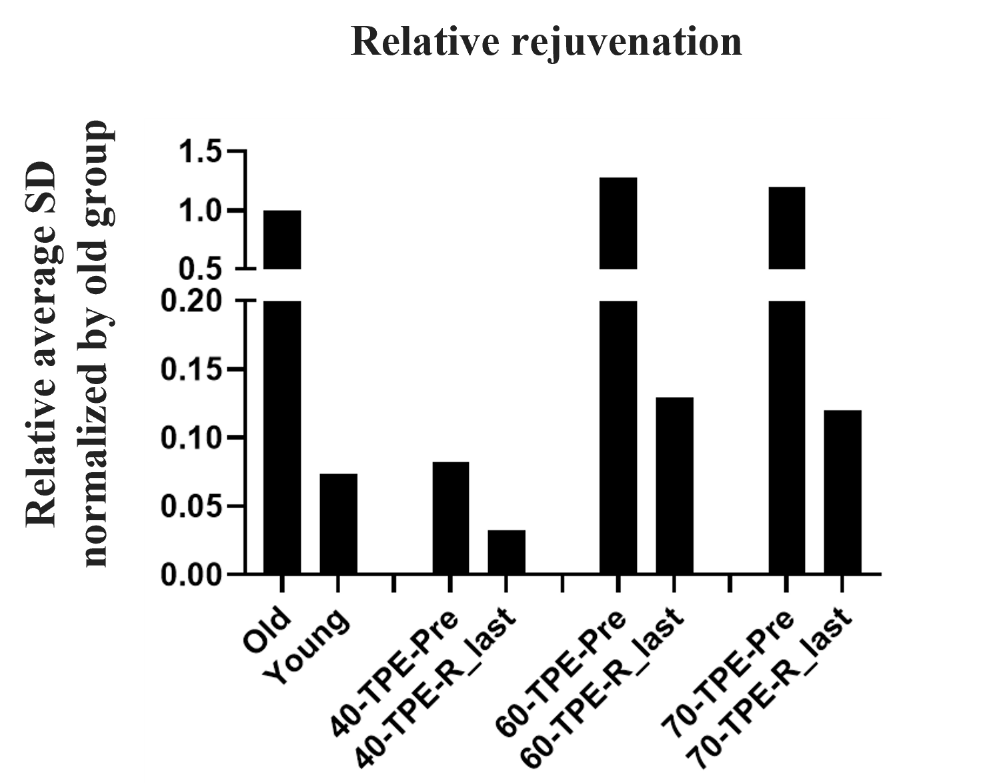 Relative rejuvenation
Relative average SD
normalized by old group
1.5
1.0
0.5
0.20
0.15
0.10
0.05
0.00
Old
Young
40-TPE-Pre
40-TPE-R_last
60-TPE-Pre
60-TPE-R_last
70-TPE-Pre
70-TPE-R_last